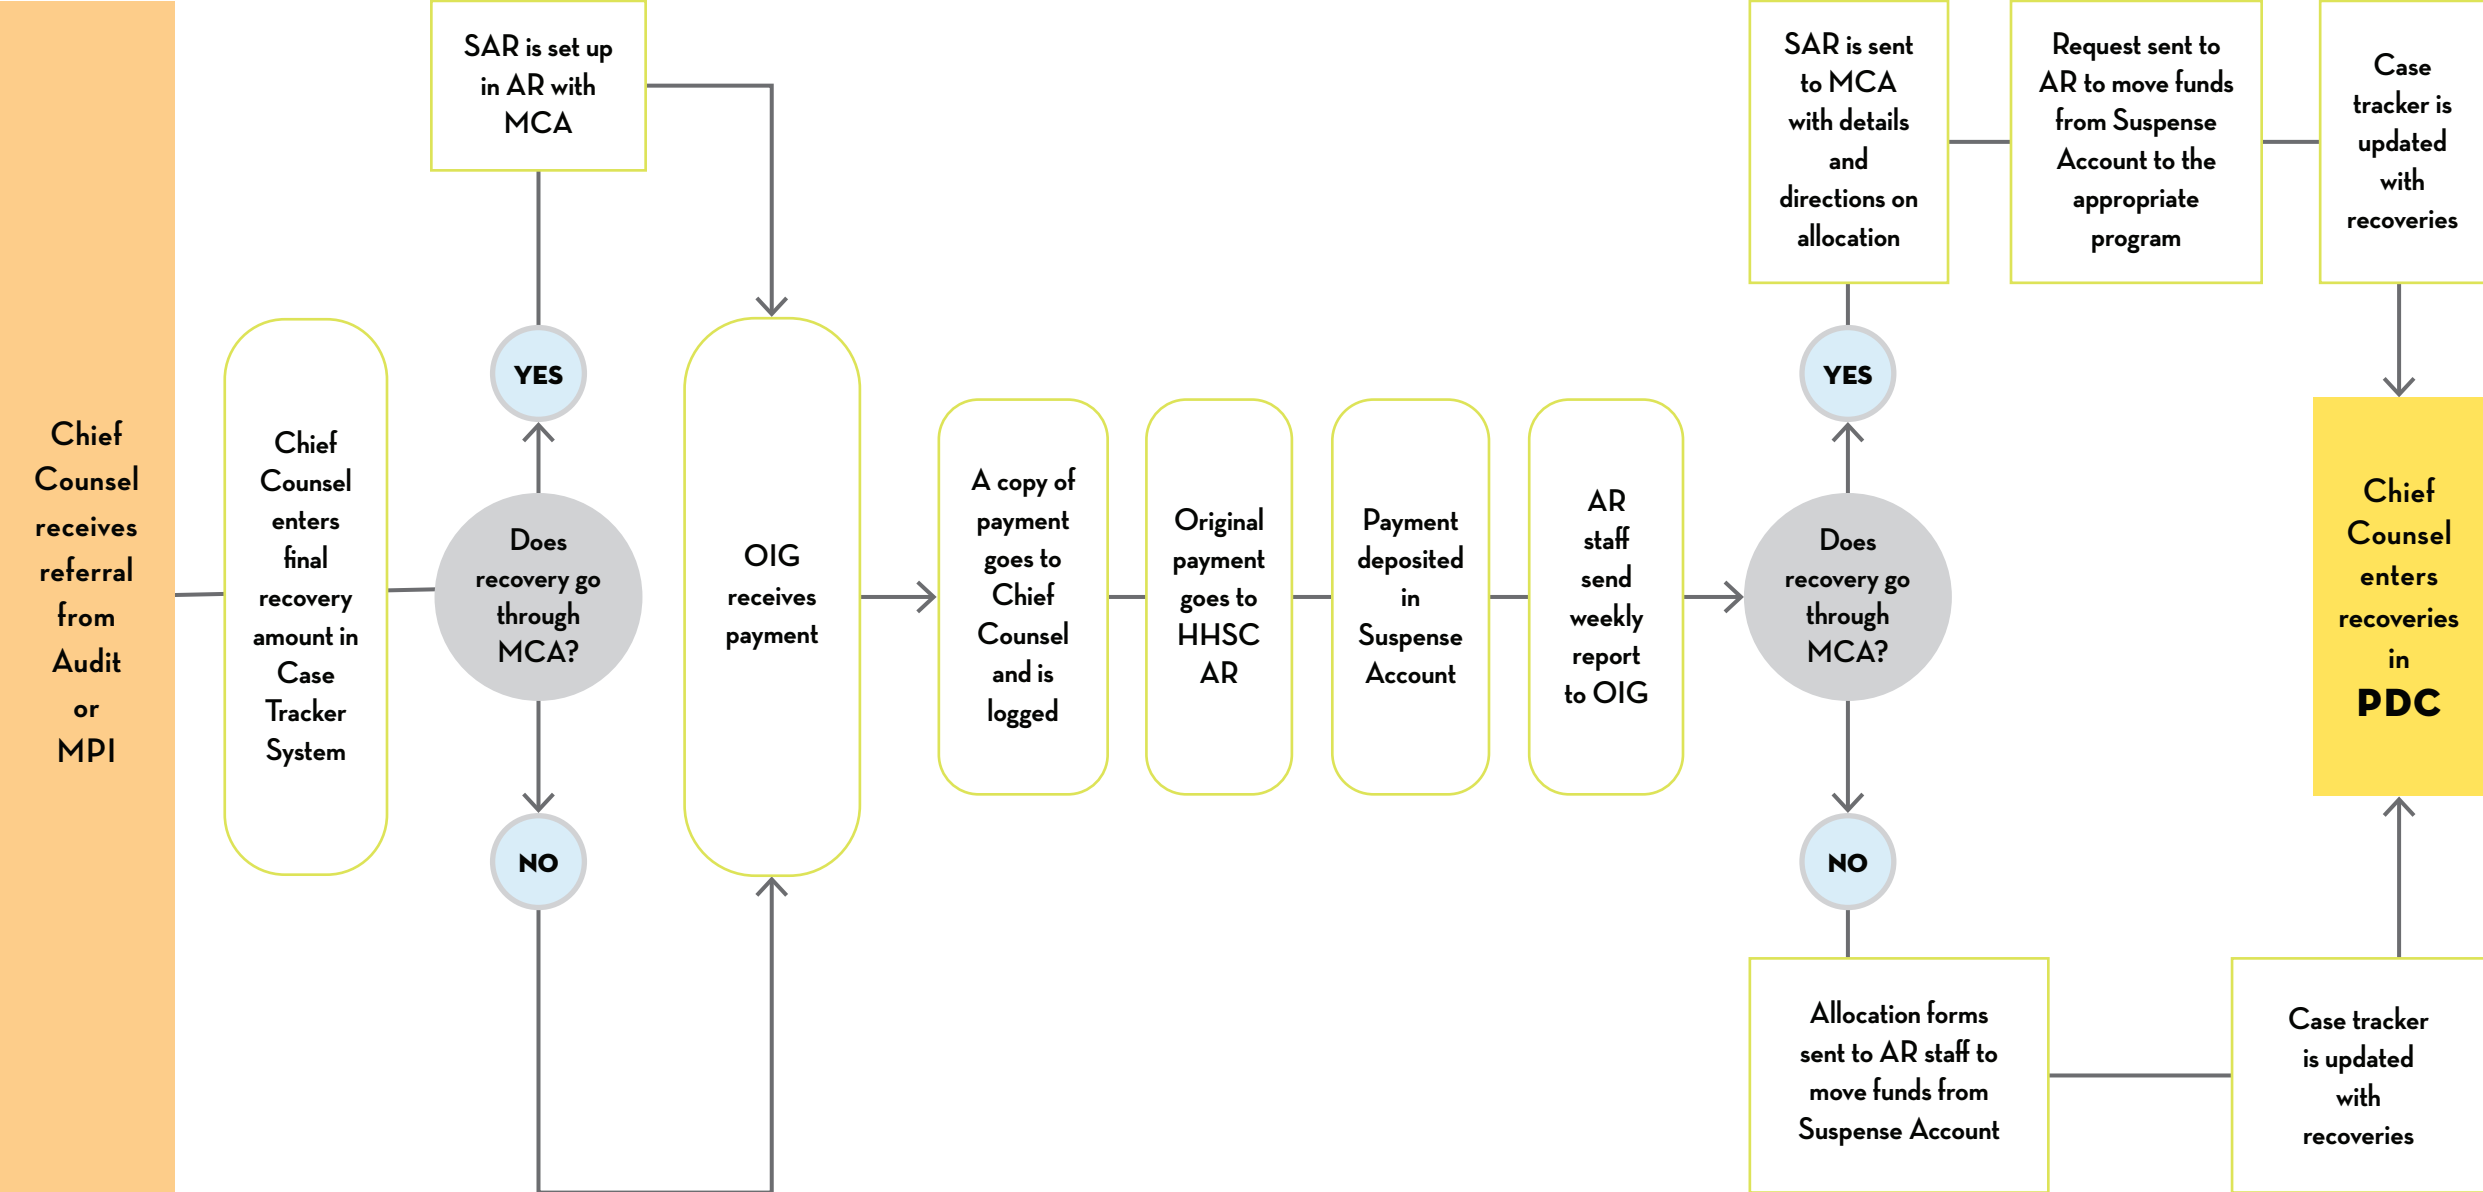 Chief
Counsel
receives
referral
from
Audit
or
MPI
Chief
Counsel
enters
final
recovery
amount in
Case
Tracker
System
SAR is set up
in AR with
MCA
YES
Does
recovery go
through
MCA?
NO
OIG
receives
payment
A copy of
payment
goes to
Chief
Counsel
and is
logged
Original
payment
goes to
HHSC
AR
Payment
deposited
in
Suspense
Account
AR
staff
send
weekly
report
to OIG
SAR is sent
to MCA
with details
and
directions on
allocation
Request sent to
AR to move funds
from Suspense
Account to the
appropriate
program
Case
tracker is
updated
with
recoveries
YES
Does
recovery go
through
MCA?
NO
Allocation forms
sent to AR staff to
move funds from
Suspense Account
Case tracker
is updated
with
recoveries
Chief
Counsel
enters
recoveries
in
PDC